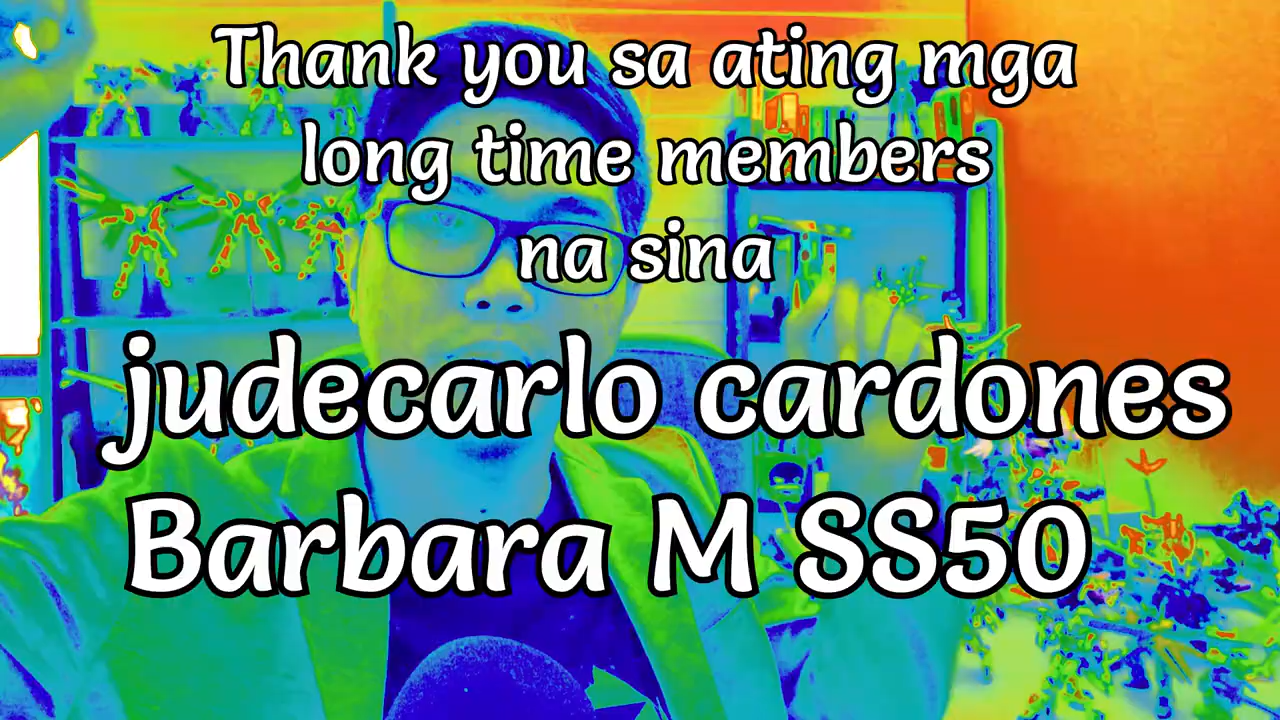 Thank you sa ating mga
long time members
na sina
judecarlo cardones
Barbara M SS50